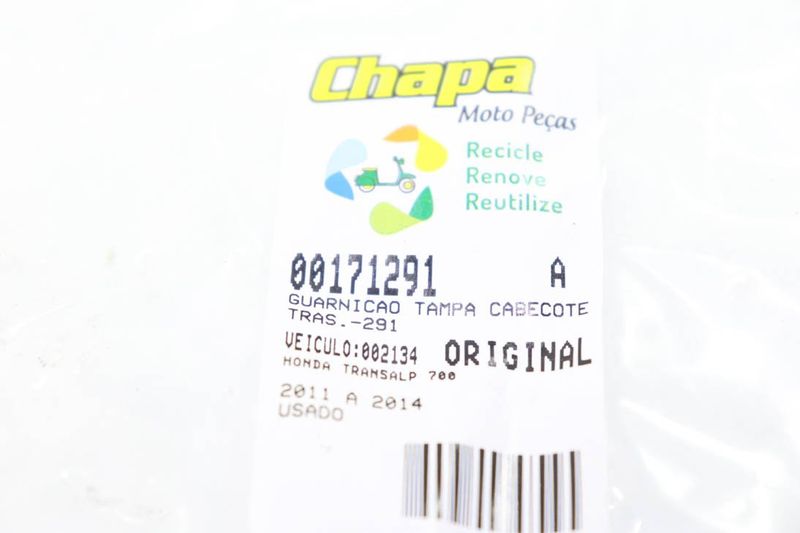 Chapa
Moto Peças
Recicle
Renove
Reutilize
00171291 A
GUARNICAO TAMPA CABECOTE
TRAS.-291
VEICULO:002134 ORIGINAL
HONDA TRANSALP 700
2011 A 2014
USADO